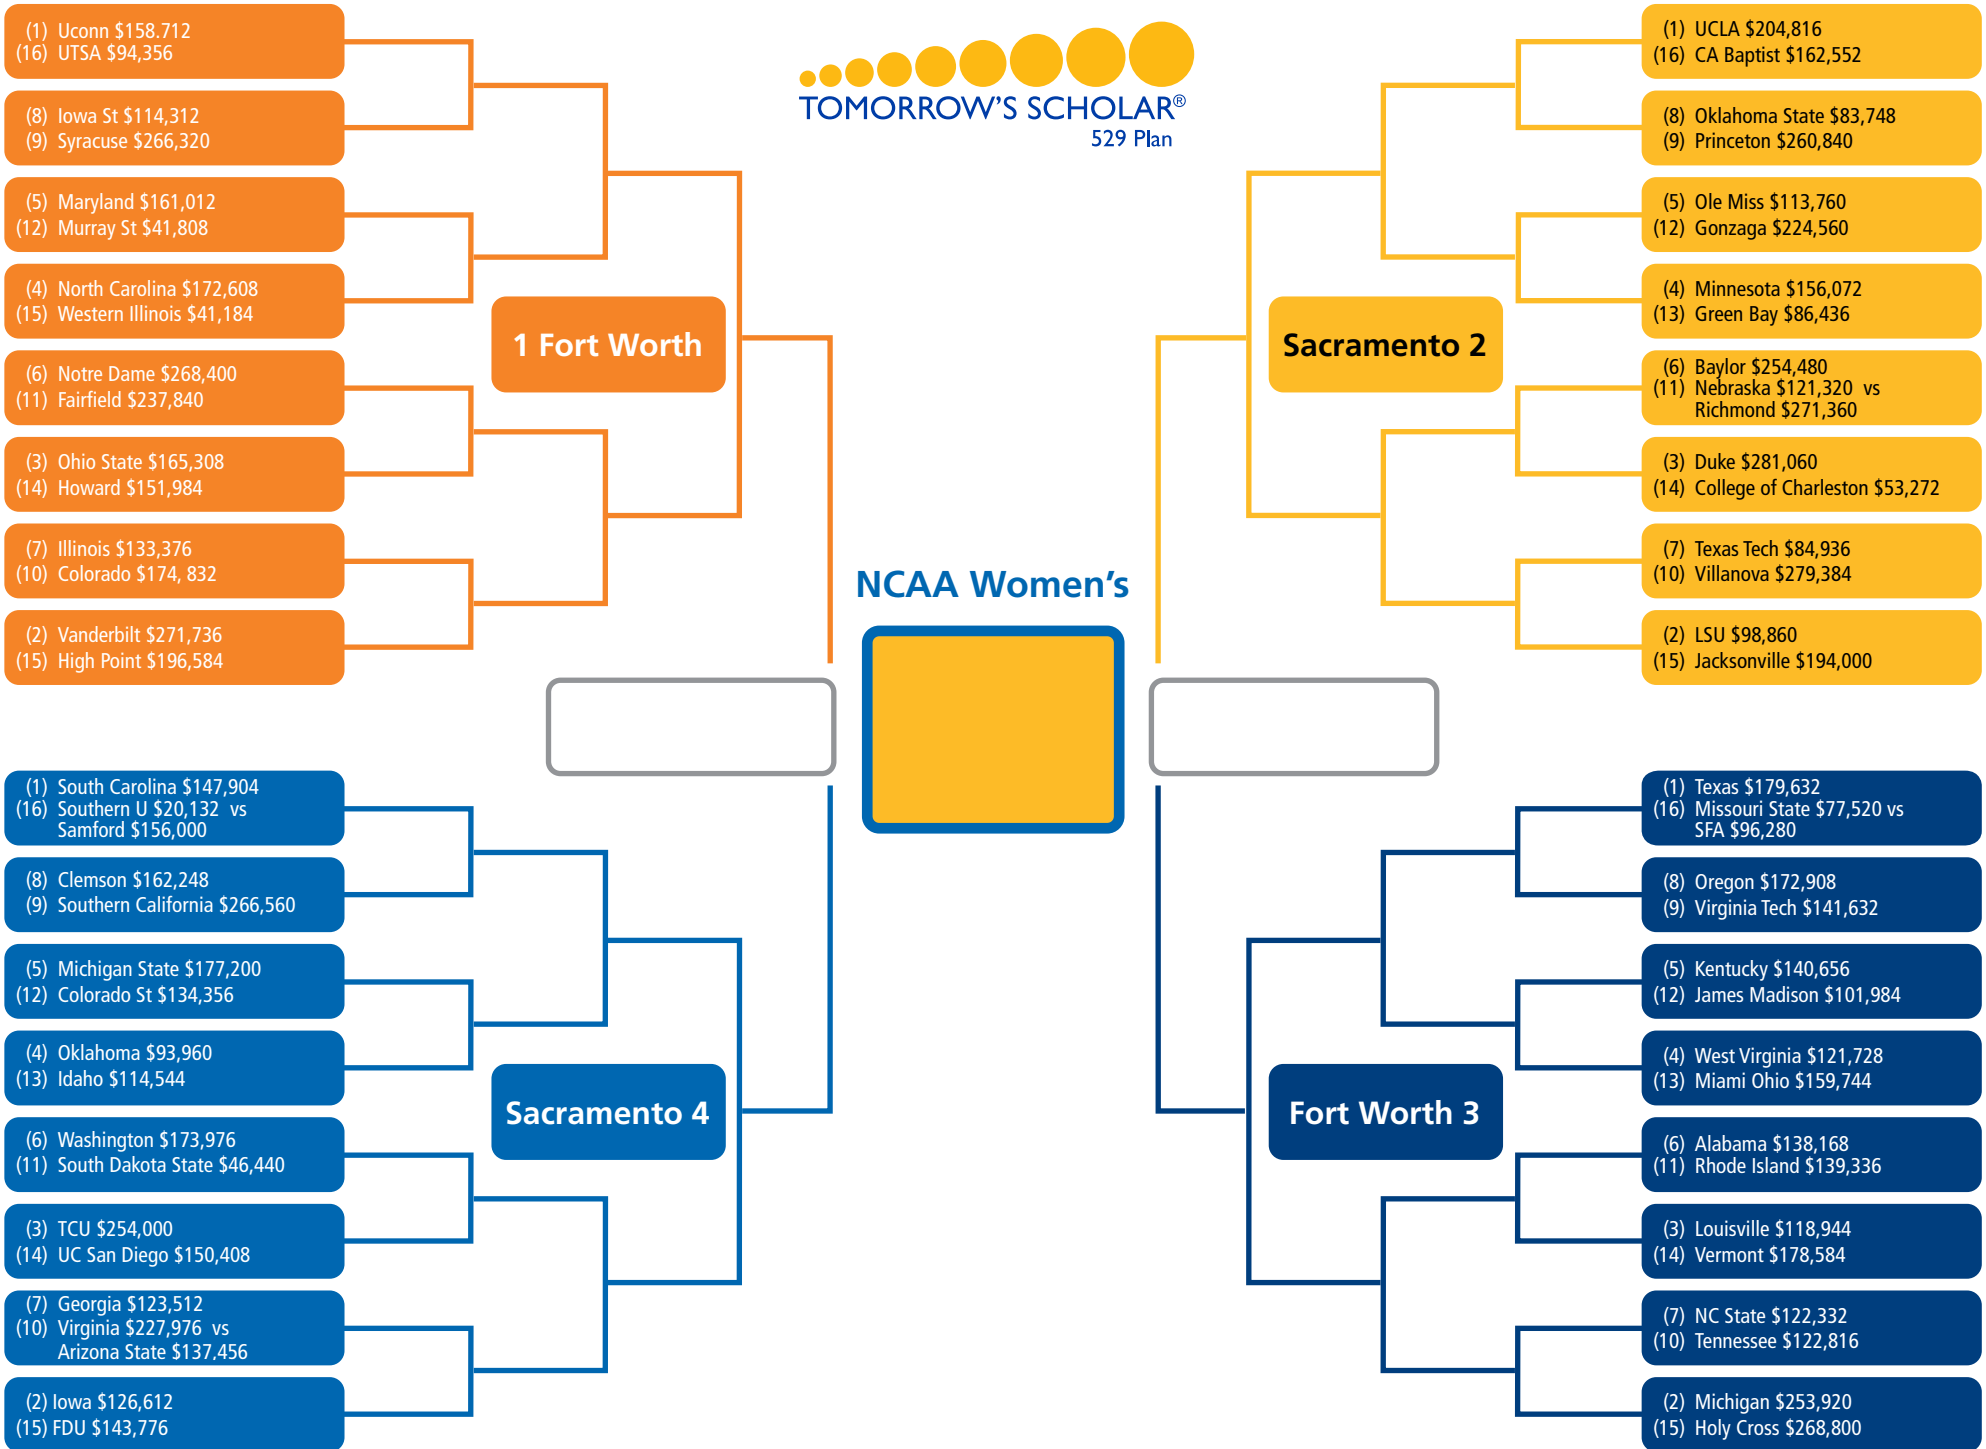 (1) Uconn $158.712
(16) UTSA $94,356
(8) Iowa St $114,312
(9) Syracuse $266,320
(5) Maryland $161,012
(12) Murray St $41,808
(4) North Carolina $172,608
(15) Western Illinois $41,184
(6) Notre Dame $268,400
(11) Fairfield $237,840
(3) Ohio State $165,308
(14) Howard $151,984
(7) Illinois $133,376
(10) Colorado $174, 832
(2) Vanderbilt $271,736
(15) High Point $196,584
1 Fort Worth
TOMORROW'S SCHOLAR®
529 Plan
(1) UCLA $204,816
(16) CA Baptist $162,552
(8) Oklahoma State $83,748
(9) Princeton $260,840
(5) Ole Miss $113,760
(12) Gonzaga $224,560
(4) Minnesota $156,072
(13) Green Bay $86,436
(6) Baylor $254,480
(11) Nebraska $121,320 vs
Richmond $271,360
(3) Duke $281,060
(14) College of Charleston $53,272
(7) Texas Tech $84,936
(10) Villanova $279,384
(2) LSU $98,860
(15) Jacksonville $194,000
Sacramento 2
NCAA Women's
(1) South Carolina $147,904
(16) Southern U $20,132 vs
Samford $156,000
(8) Clemson $162,248
(9) Southern California $266,560
(5) Michigan State $177,200
(12) Colorado St $134,356
(4) Oklahoma $93,960
(13) Idaho $114,544
(6) Washington $173,976
(11) South Dakota State $46,440
(3) TCU $254,000
(14) UC San Diego $150,408
(7) Georgia $123,512
(10) Virginia $227,976 vs
Arizona State $137,456
(2) Iowa $126,612
(15) FDU $143,776
Sacramento 4
(1) Texas $179,632
(16) Missouri State $77,520 vs
SFA $96,280
(8) Oregon $172,908
(9) Virginia Tech $141,632
(5) Kentucky $140,656
(12) James Madison $101,984
(4) West Virginia $121,728
(13) Miami Ohio $159,744
(6) Alabama $138,168
(11) Rhode Island $139,336
(3) Louisville $118,944
(14) Vermont $178,584
(7) NC State $122,332
(10) Tennessee $122,816
(2) Michigan $253,920
(15) Holy Cross $268,800
Fort Worth 3